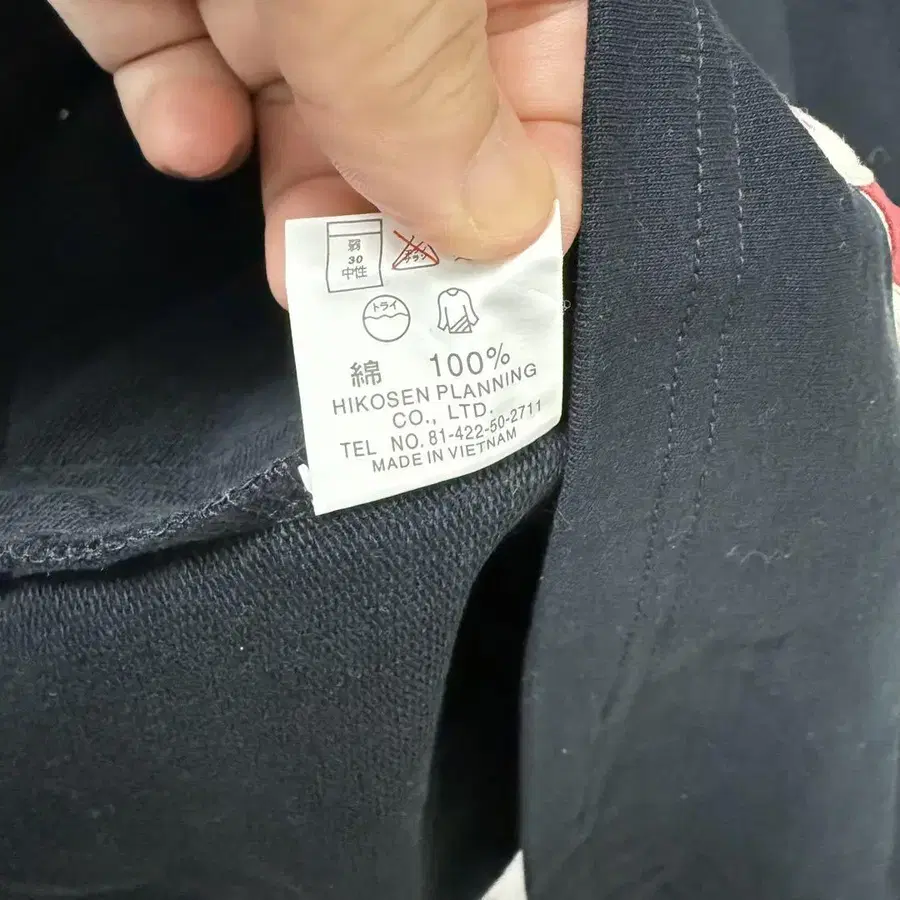 弱
30
中性
ドライ
綿 100%
HIKOSEN PLANNING
CO., LTD.
TEL NO. 81-422-50-2711
MADE IN VIETNAM